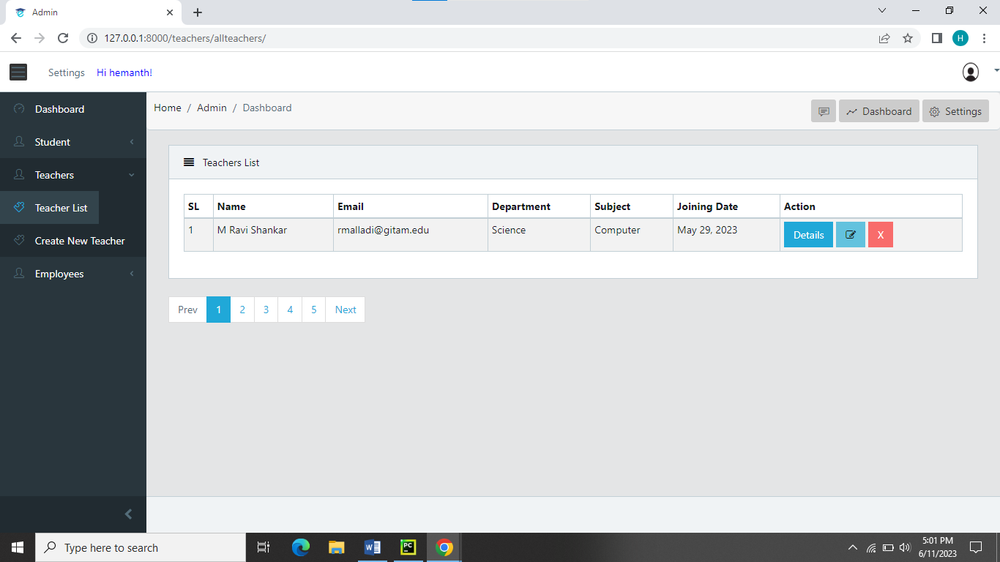 Admin
127.0.0.1:8000/teachers/allteachers/
H
Settings Hi hemanth!
Dashboard
Student
Teachers
Teacher List
Create New Teacher
Employees
Home / Admin / Dashboard
Dashboard Settings
Teachers List
SL Name Email Department Subject Joining Date Action
1 M Ravi Shankar rmalladi@gitam.edu Science Computer May 29, 2023 Details X
Prev 1 2 3 4 5 Next
Type here to search
W
PC
5:01 PM
6/11/2023